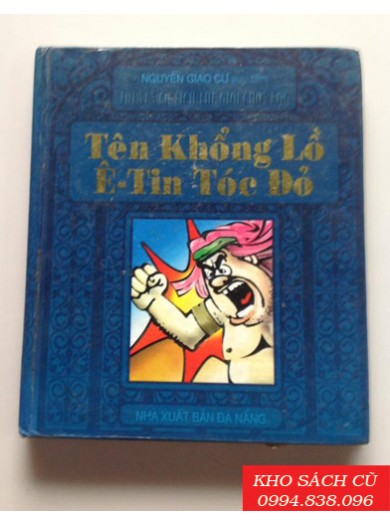 NGUYỄN GIAO CƯ
Tên Khổng Lồ
Ê-Tin Tóc Đỏ
NHÀ XUẤT BẢN ĐÀ NẴNG
KHO SÁCH CŨ
0994.838.096